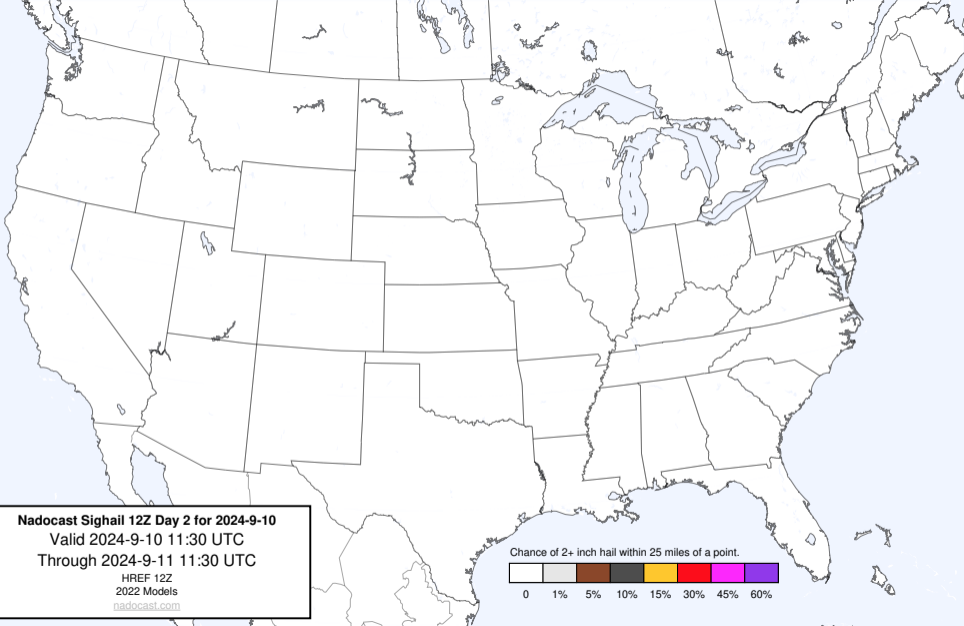 Nadocast Sighail 12Z Day 2 for 2024-9-10
Valid 2024-9-10 11:30 UTC
Through 2024-9-11 11:30 UTC
HREF 12Z
2022 Models
nadocast.com
Chance of 2+ inch hail within 25 miles of a point.
0 1% 5% 10% 15% 30% 45% 60%